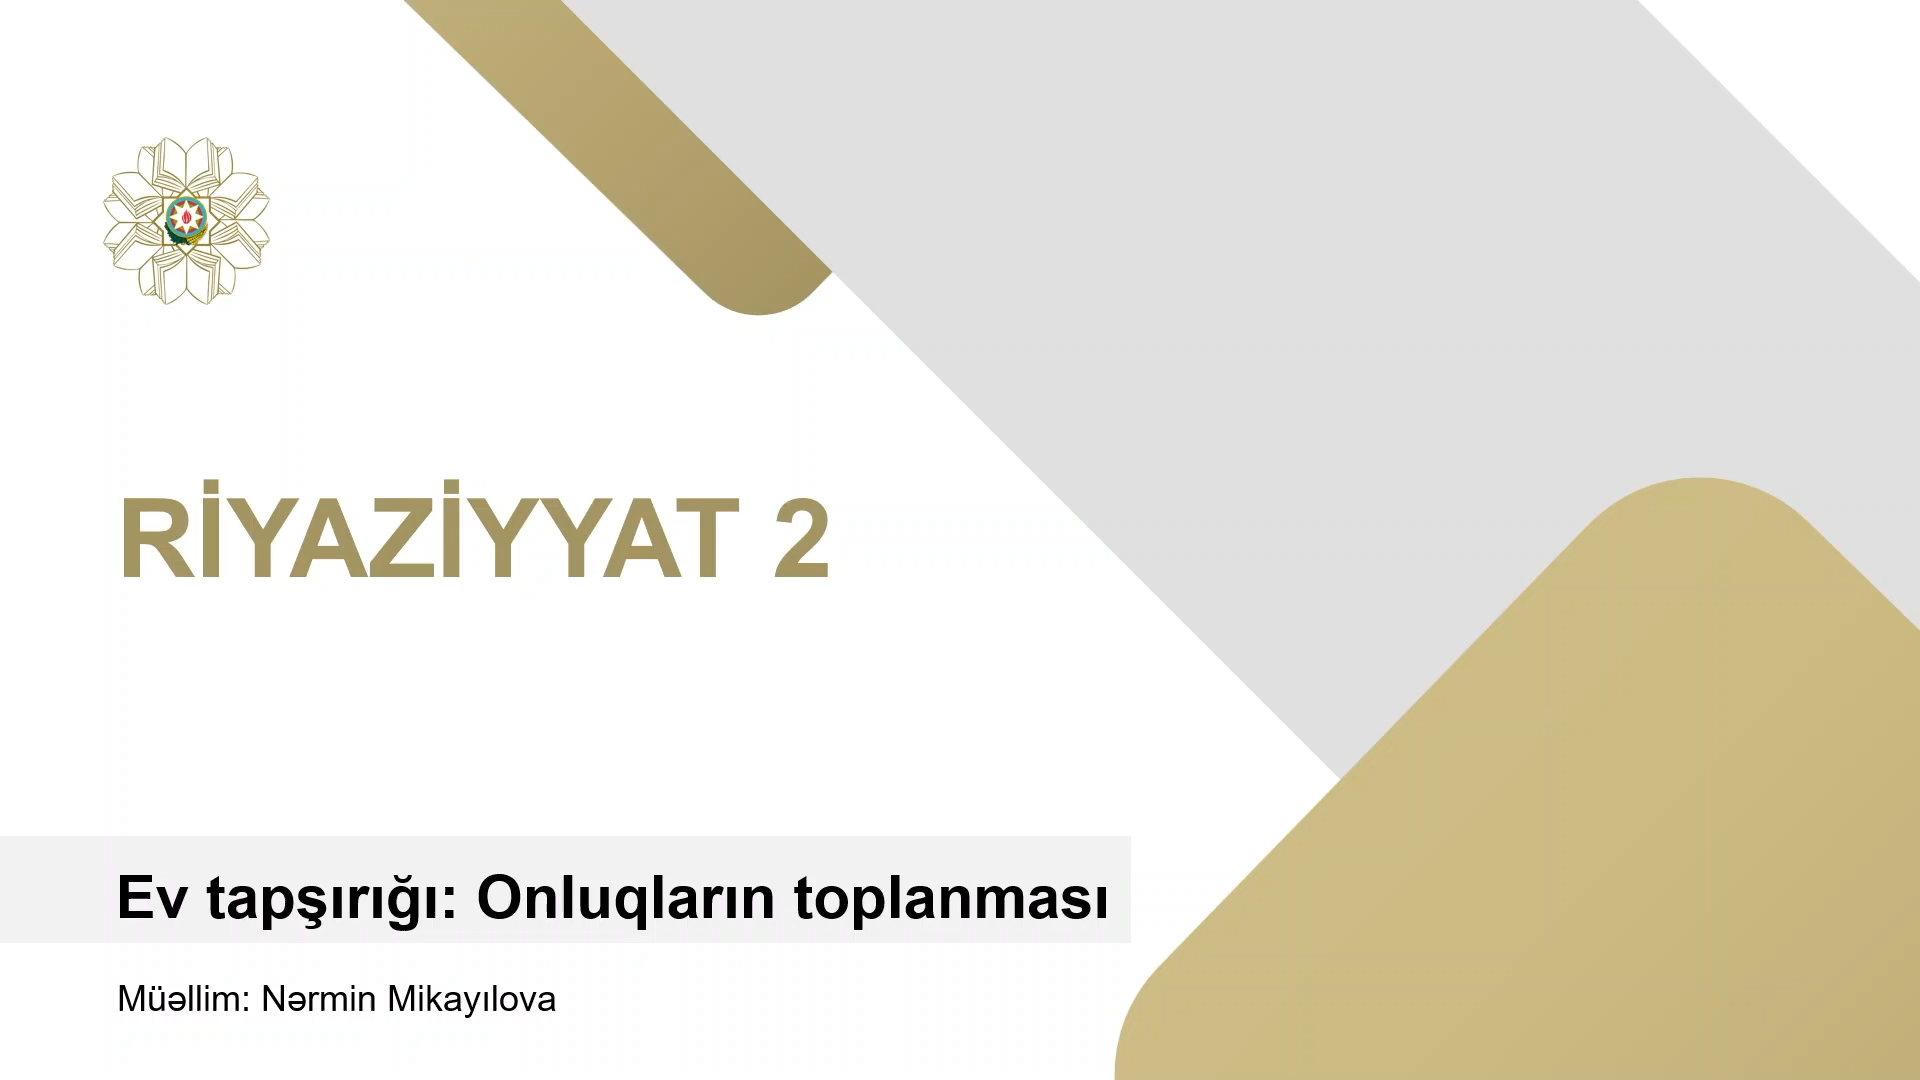 RİYAZİYYAT 2
Ev tapşırığı: Onluqların toplanması
Müəllim: Nərmin Mikayılova